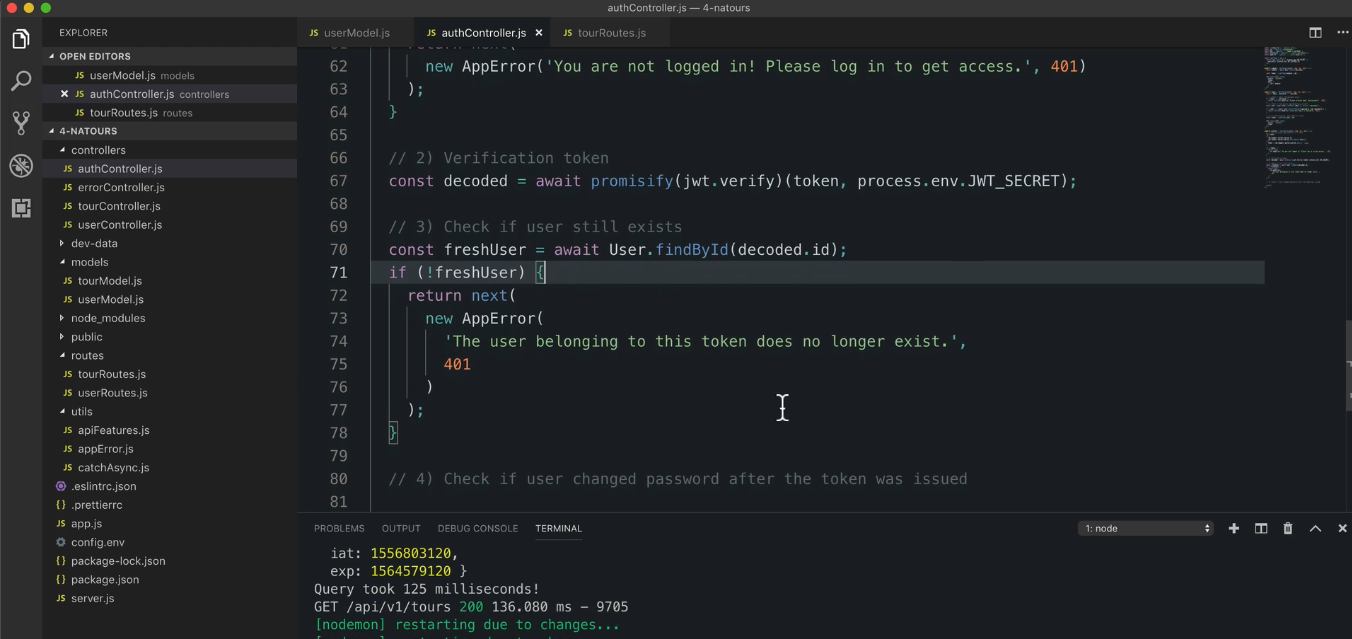 authController.js — 4-natours
EXPLORER
OPEN EDITORS
JS userModel.js models
× JS authController.js controllers
JS tourRoutes.js routes
4-NATOURS
controllers
JS authController.js
JS errorController.js
JS tourController.js
JS userController.js
dev-data
models
JS tourModel.js
JS userModel.js
node_modules
public
routes
JS tourRoutes.js
JS userRoutes.js
utils
JS apiFeatures.js
JS appError.js
JS catchAsync.js
.eslintrc.json
{ } .prettierrc
JS app.js
config.env
{ } package-lock.json
{ } package.json
JS server.js
JS userModel.js JS authController.js × JS tourRoutes.js
62 new AppError('You are not logged in! Please log in to get access.', 401)
63 );
64 }
65
66 // 2) Verification token
67 const decoded = await promisify(jwt.verify)(token, process.env.JWT_SECRET);
68
69 // 3) Check if user still exists
70 const freshUser = await User.findById(decoded.id);
71 if (!freshUser) {
72 return next(
73 new AppError(
74 'The user belonging to this token does no longer exist.',
75 401
76 )
77 );
78 }
79
80 // 4) Check if user changed password after the token was issued
81
PROBLEMS OUTPUT DEBUG CONSOLE TERMINAL 1: node
iat: 1556803120,
exp: 1564579120 }
Query took 125 milliseconds!
GET /api/v1/tours 200 136.080 ms - 9705
[nodemon] restarting due to changes...